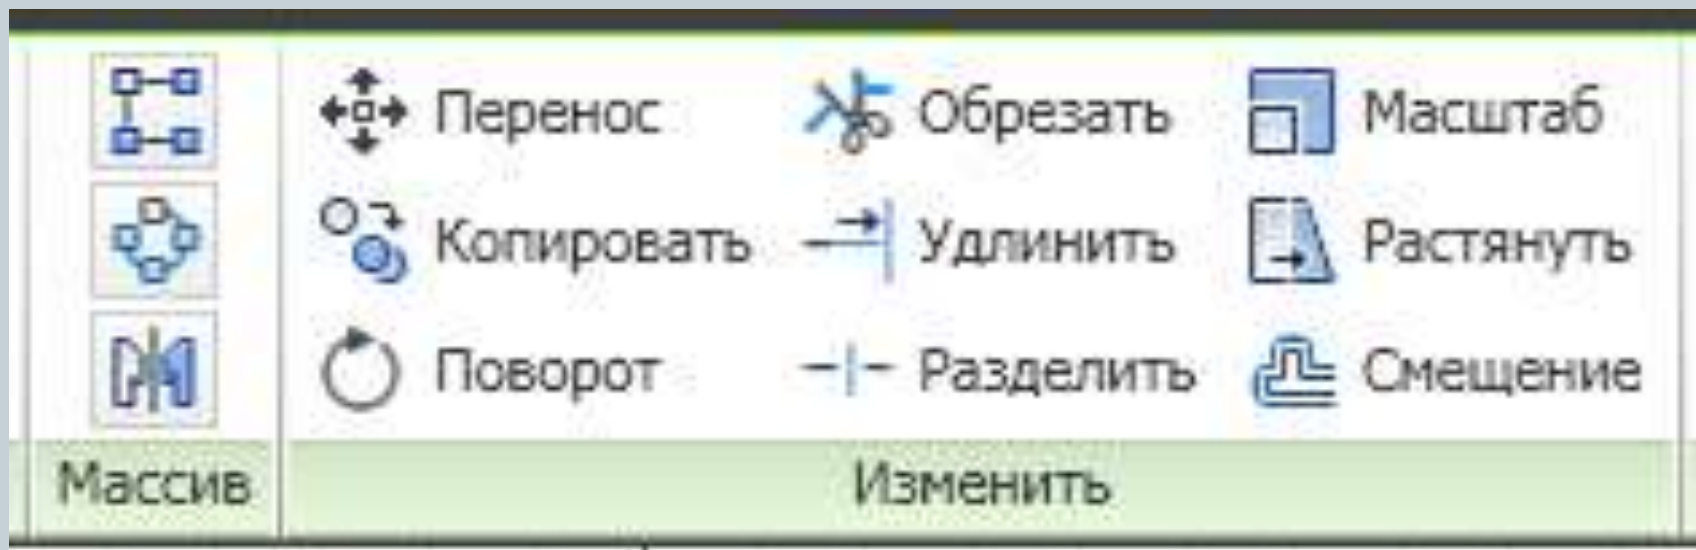 Перенос Обрезать Масштаб
Копировать Удлинить Растянуть
Поворот Разделить Смещение
Массив Изменить